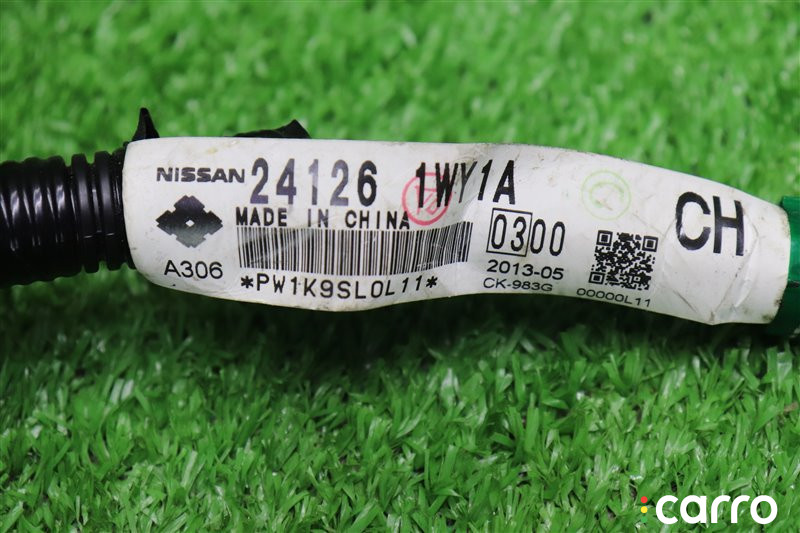 NISSAN 24126 1WY1A
MADE IN CHINA
A306
*PW1K9SL0L11*
0300
2013-05
CK-983G
00000L11
CH
carro